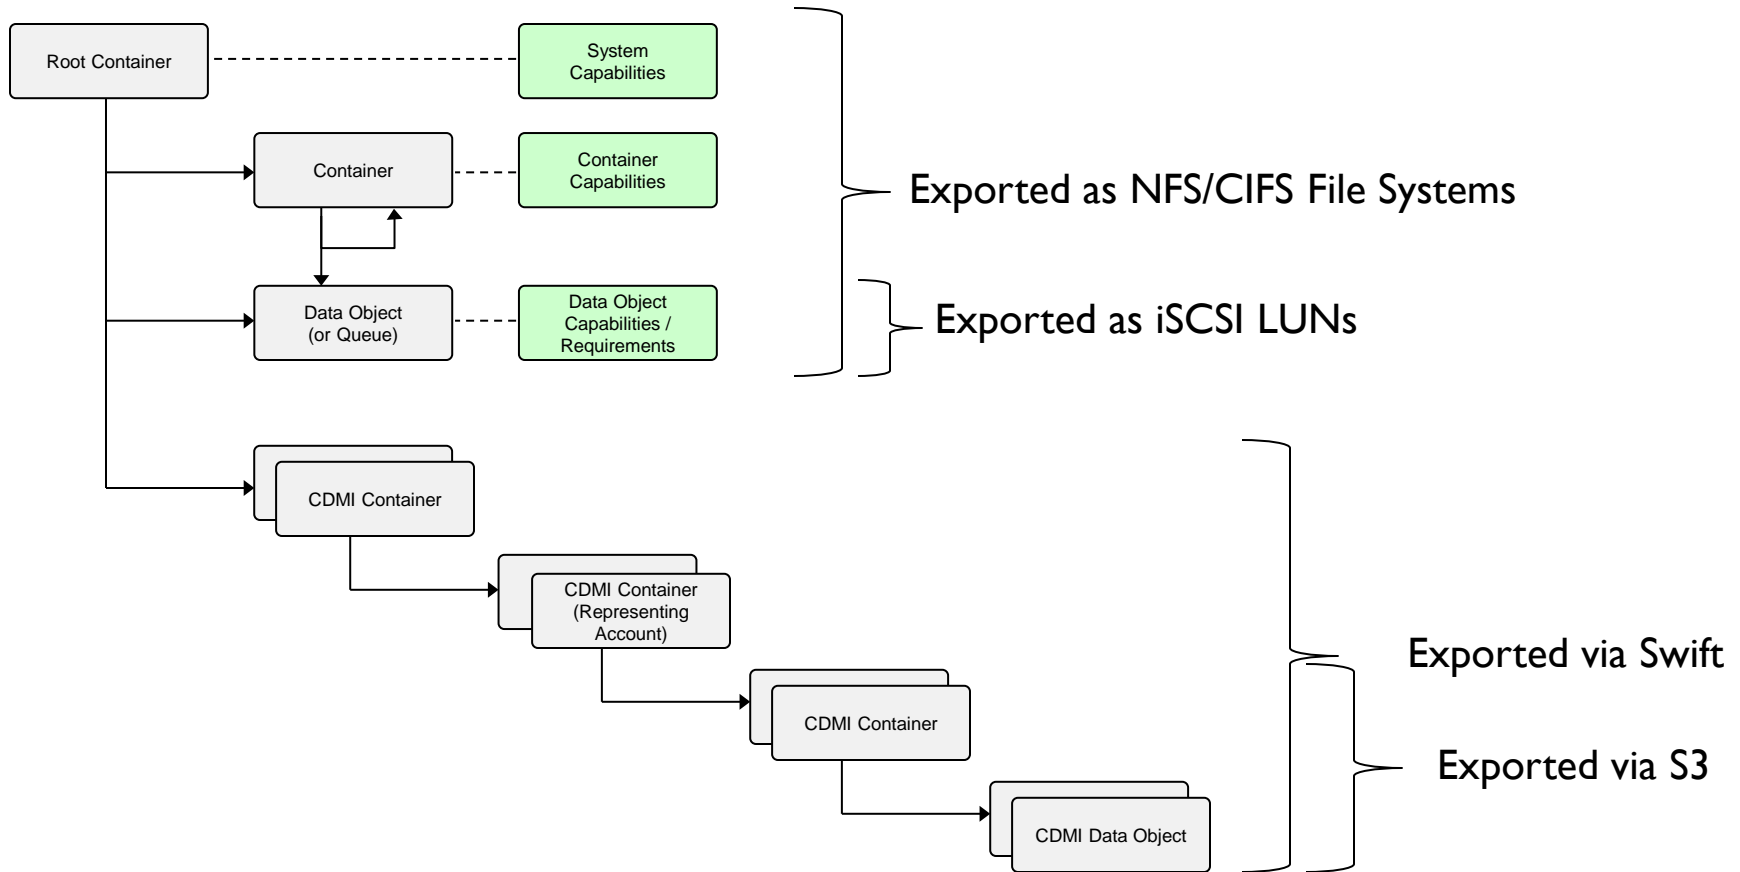 Root Container
System
Capabilities
Container
Container
Capabilities
Exported as NFS/CIFS File Systems
Data Object
(or Queue)
Data Object
Capabilities /
Requirements
Exported as iSCSI LUNs
CDMI Container
CDMI Container
(Representing
Account)
Exported via Swift
CDMI Container
Exported via S3
CDMI Data Object